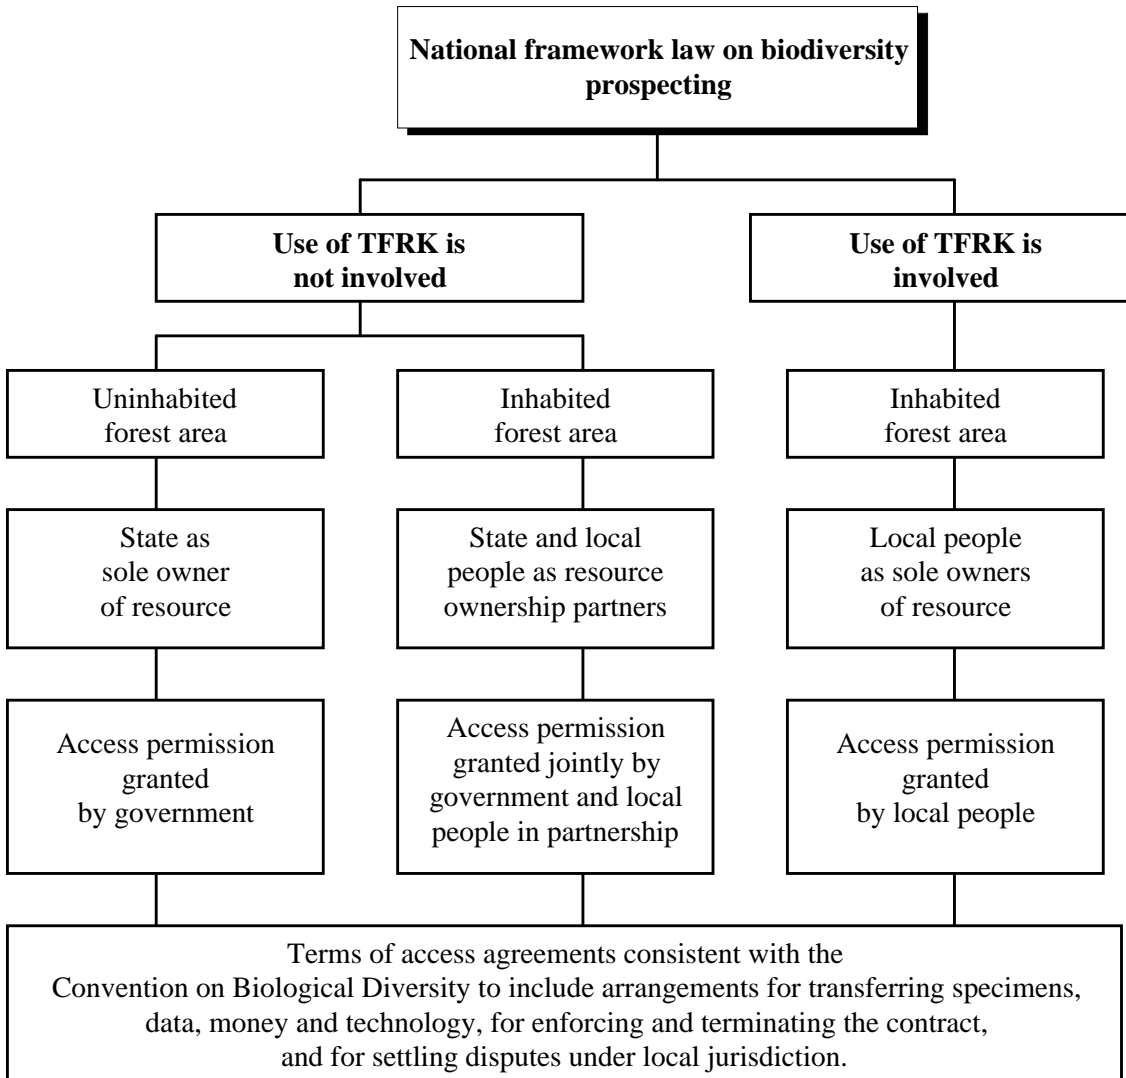 National framework law on biodiversity
prospecting
Use of TFRK is
not involved
Use of TFRK is
involved
Uninhabited
forest area
Inhabited
forest area
Inhabited
forest area
State as
sole owner
of resource
State and local
people as resource
ownership partners
Local people
as sole owners
of resource
Access permission
granted
by government
Access permission
granted jointly by
government and local
people in partnership
Access permission
granted
by local people
Terms of access agreements consistent with the
Convention on Biological Diversity to include arrangements for transferring specimens,
data, money and technology, for enforcing and terminating the contract,
and for settling disputes under local jurisdiction.